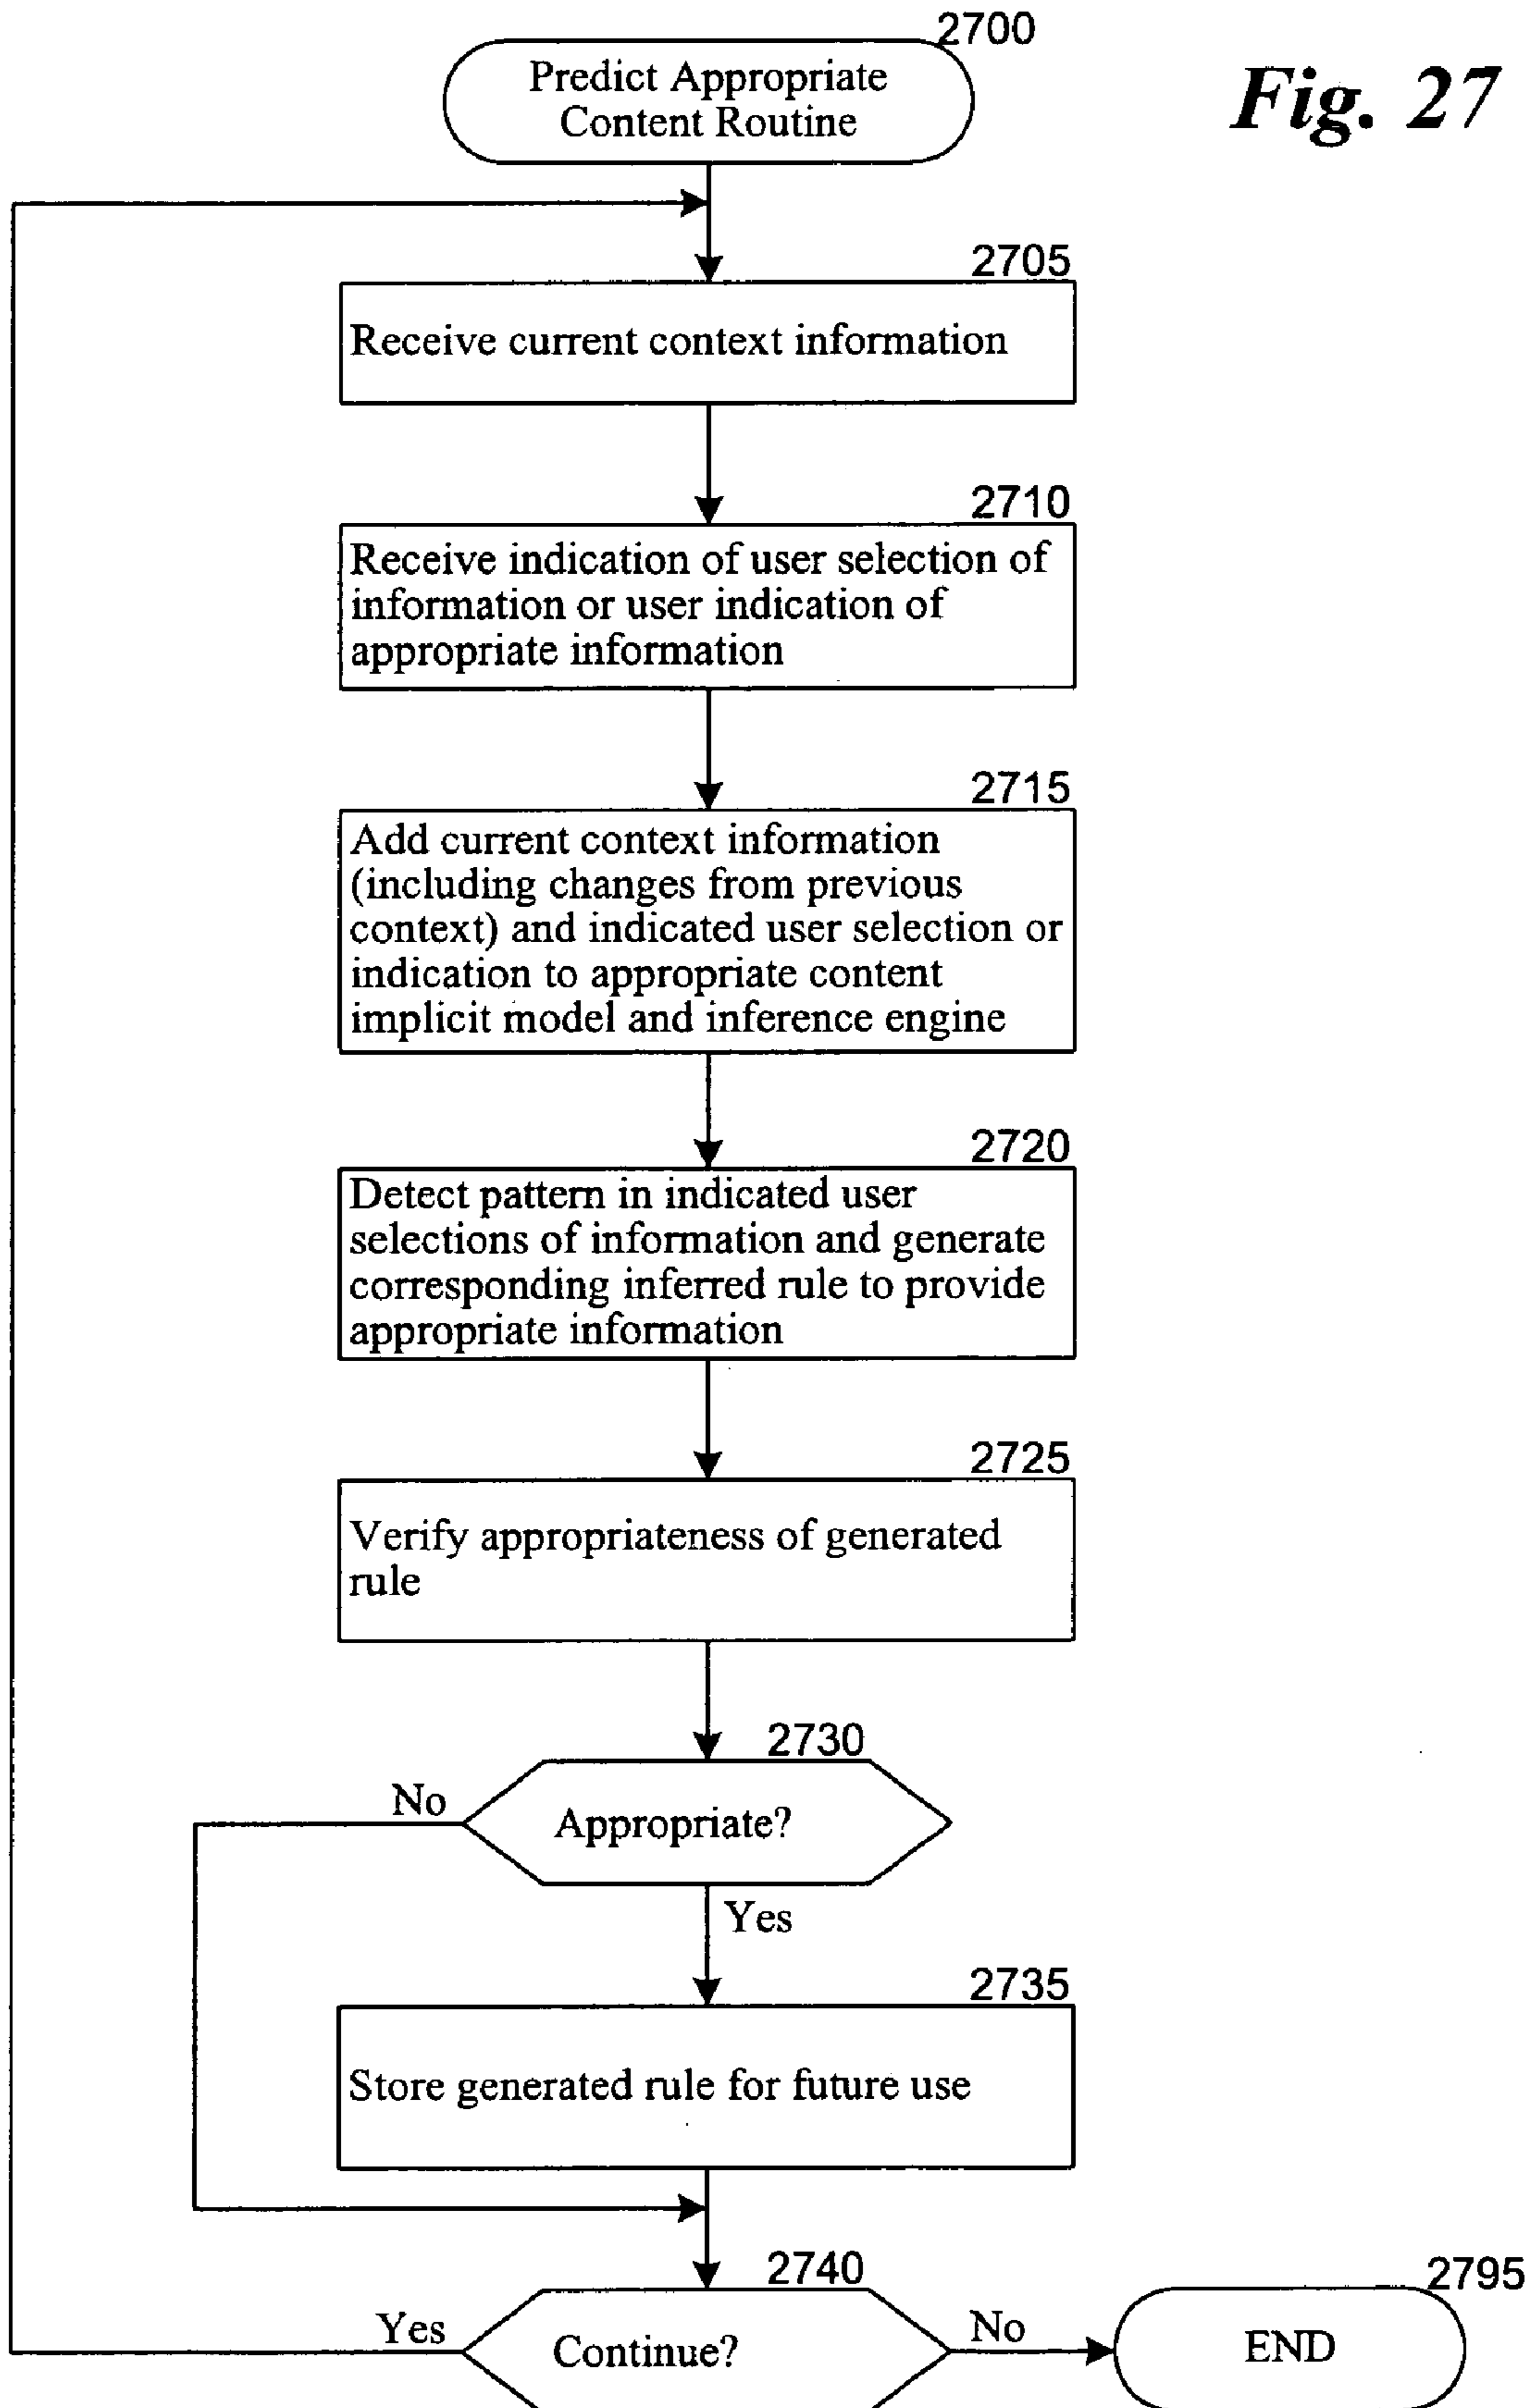 2700
Predict Appropriate
Content Routine
Fig. 27
2705
Receive current context information
2710
Receive indication of user selection of
information or user indication of
appropriate information
2715
Add current context information
(including changes from previous
context) and indicated user selection or
indication to appropriate content
implicit model and inference engine
2720
Detect pattern in indicated user
selections of information and generate
corresponding inferred rule to provide
appropriate information
2725
Verify appropriateness of generated
rule
2730
No
Appropriate?
Yes
2735
Store generated rule for future use
2740
2795
Yes
Continue?
No
END